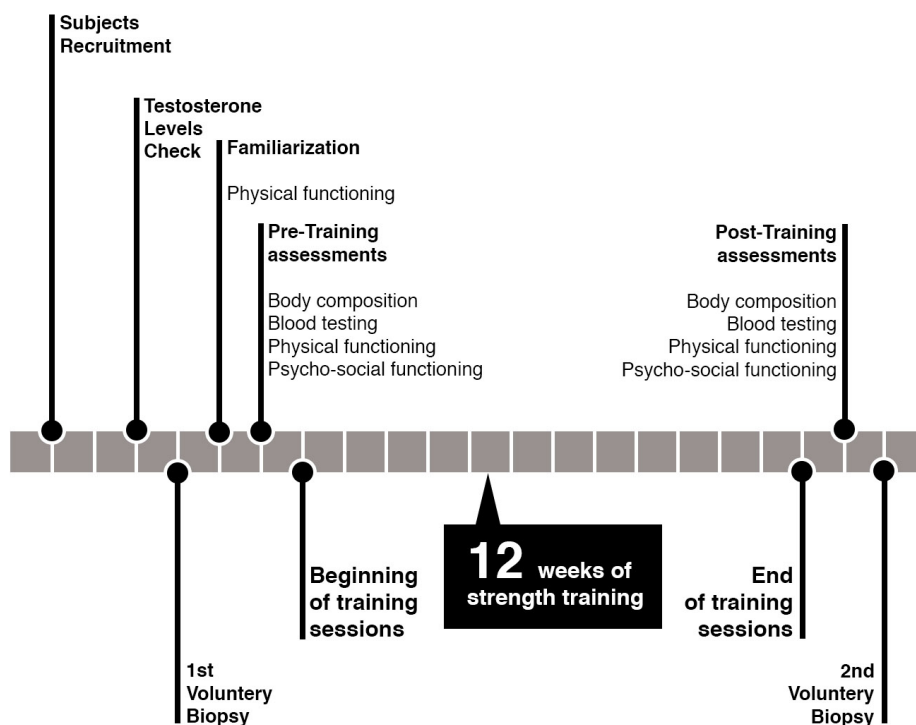 Subjects
Recruitment
Testosterone
Levels
Check
Familiarization
Physical functioning
Pre-Training
assessments
Body composition
Blood testing
Physical functioning
Psycho-social functioning
Post-Training
assessments
Body composition
Blood testing
Physical functioning
Psycho-social functioning
12 weeks of
strength training
Beginning
of training
sessions
End
of training
sessions
1st
Voluntery
Biopsy
2nd
Voluntery
Biopsy